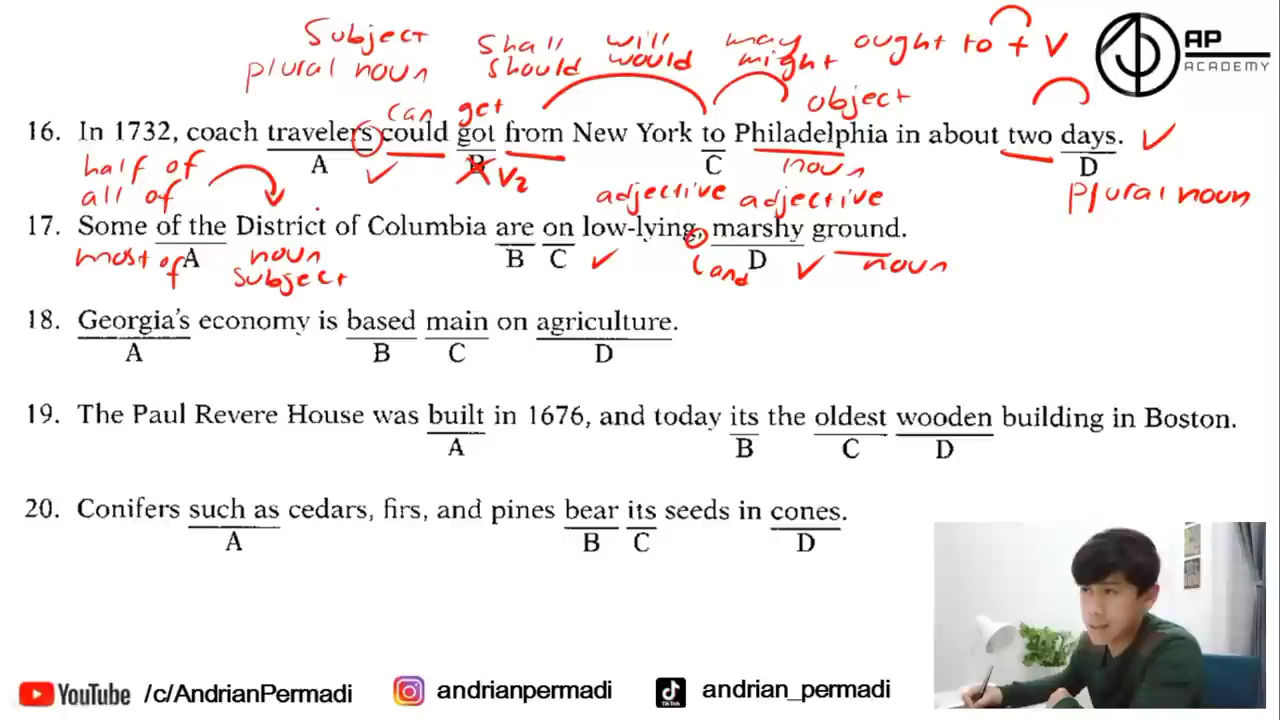 Subject
plural noun
Shall will may ought to + V
should would might
AP
ACADEMY
can get object
16. In 1732, coach travelers could got from New York to Philadelphia in about two days. ✓
A B C D
half of ✓ V2 noun
all of adjective adjective plural noun
17. Some of the District of Columbia are on low-lying, marshy ground.
A B C D
most of noun ✓ land ✓ noun
subject
18. Georgia's economy is based main on agriculture.
A B C D
19. The Paul Revere House was built in 1676, and today its the oldest wooden building in Boston.
A B C D
20. Conifers such as cedars, firs, and pines bear its seeds in cones.
A B C D
YouTube /c/AndrianPermadi andrianpermadi andrian_permadi